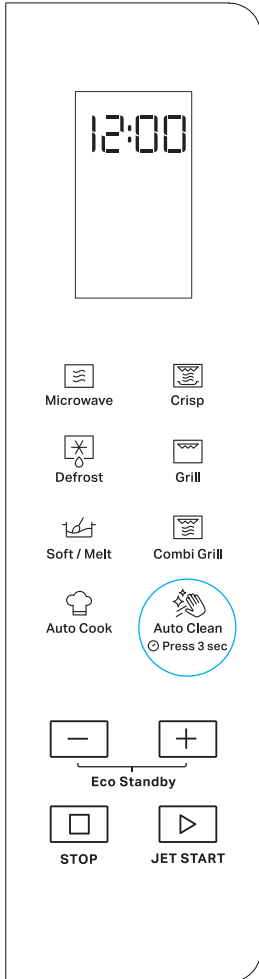 12:00
Microwave
Crisp
Defrost
Grill
Soft / Melt
Combi Grill
Auto Cook
Auto Clean
Press 3 sec
Eco Standby
STOP
JET START